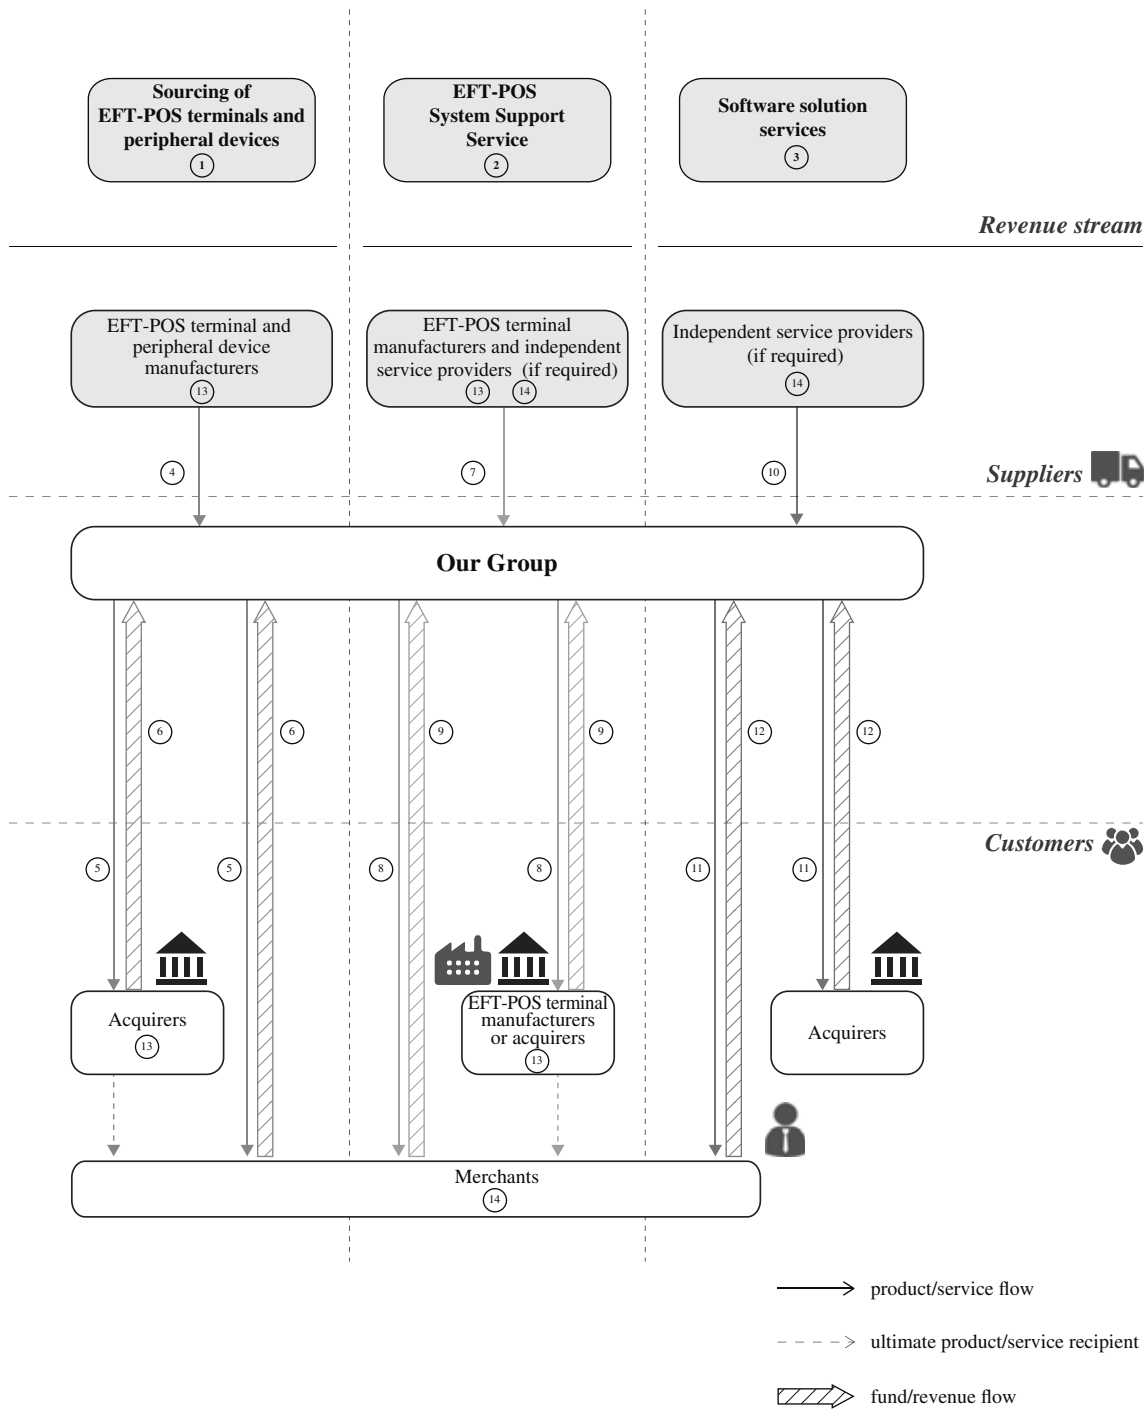 Sourcing of
EFT-POS terminals and
peripheral devices
1
EFT-POS
System Support
Service
2
Software solution
services
3
Revenue stream
EFT-POS terminal and
peripheral device
manufacturers
13
EFT-POS terminal
manufacturers and independent
service providers (if required)
13 14
Independent service providers
(if required)
14
4
7
10
Suppliers
Our Group
6
6
9
9
12
12
Customers
5
5
8
8
11
11
Acquirers
13
EFT-POS terminal
manufacturers
or acquirers
13
Acquirers
Merchants
14
product/service flow
ultimate product/service recipient
fund/revenue flow